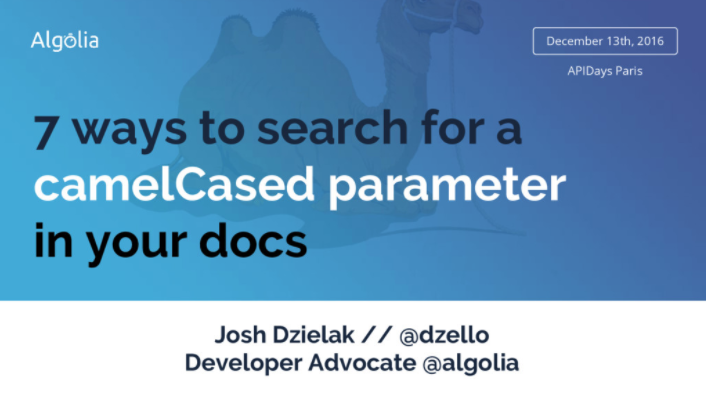 Algolia
December 13th, 2016
APIDays Paris
7 ways to search for a
camelCased parameter
in your docs
Josh Dzielak // @dzello
Developer Advocate @algolia